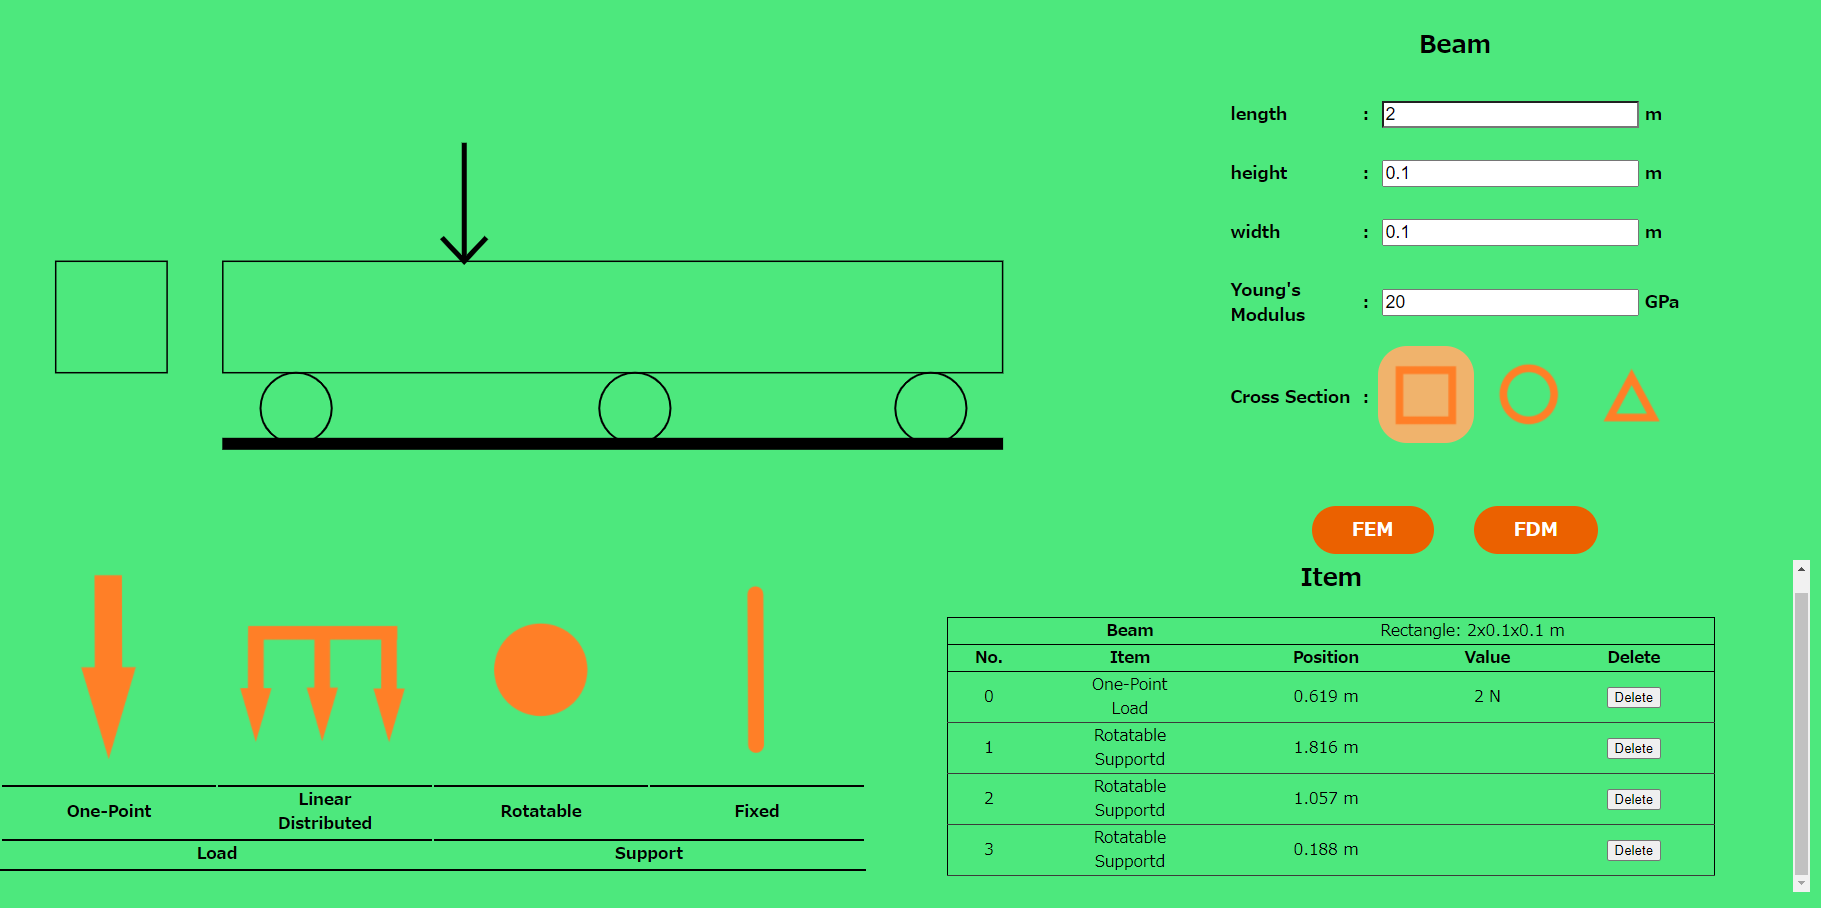 Beam
length : 2 m
height : 0.1 m
width : 0.1 m
Young's
Modulus : 20 GPa
Cross Section :
FEM FDM
One-Point
Linear
Distributed
Rotatable
Fixed
Load
Support
Item
Beam Rectangle: 2x0.1x0.1 m
No. Item Position Value Delete
0 One-Point
Load 0.619 m 2 N Delete
1 Rotatable
Supportd 1.816 m Delete
2 Rotatable
Supportd 1.057 m Delete
3 Rotatable
Supportd 0.188 m Delete